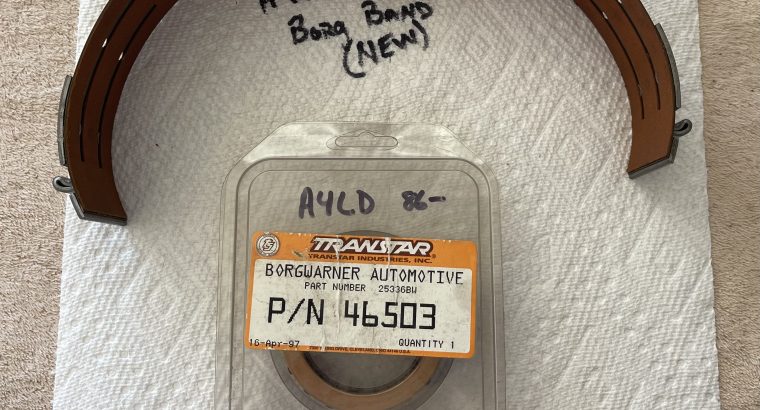 Borg Band
(NEW)
A4LD 86-
TRANSTAR
TRANSTAR INDUSTRIES, INC.
BORGWARNER AUTOMOTIVE
PART NUMBER 25336BW
P/N 46503
16-Apr-97 QUANTITY 1